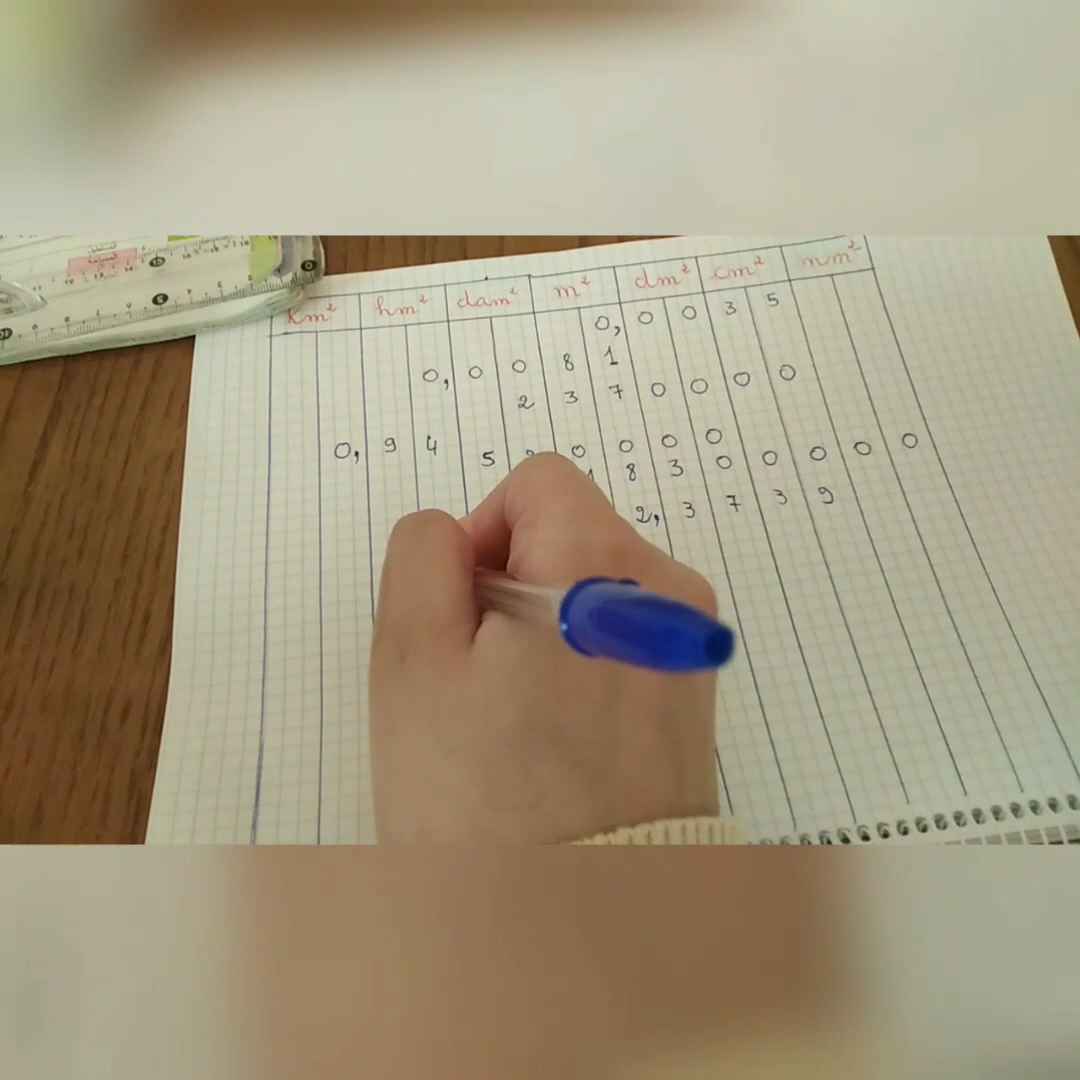 Km² hm² dam² m² dm² cm² mm²
0, 0 0 3 5
0, 0 0 8 1
2 3 7 0 0 0 0
0, 9 4
5 0 0 0 0
8 3 0 0 0 0 0
2, 3 7 3 9